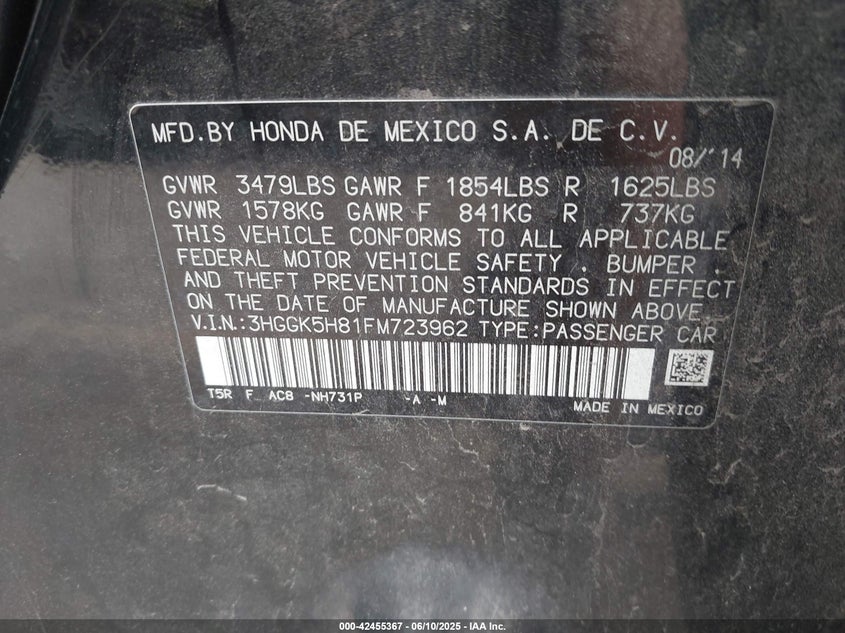 MFD.BY HONDA DE MEXICO S.A. DE C.V.
08/'14
GVWR 3479LBS GAWR F 1854LBS R 1625LBS
GVWR 1578KG GAWR F 841KG R 737KG
THIS VEHICLE CONFORMS TO ALL APPLICABLE
FEDERAL MOTOR VEHICLE SAFETY , BUMPER ,
AND THEFT PREVENTION STANDARDS IN EFFECT
ON THE DATE OF MANUFACTURE SHOWN ABOVE.
V.I.N.:3HGGK5H81FM723962 TYPE:PASSENGER CAR
T5R F AC8 -NH731P -A -M
MADE IN MEXICO
000-42455367 - 06/10/2025 - IAA Inc.